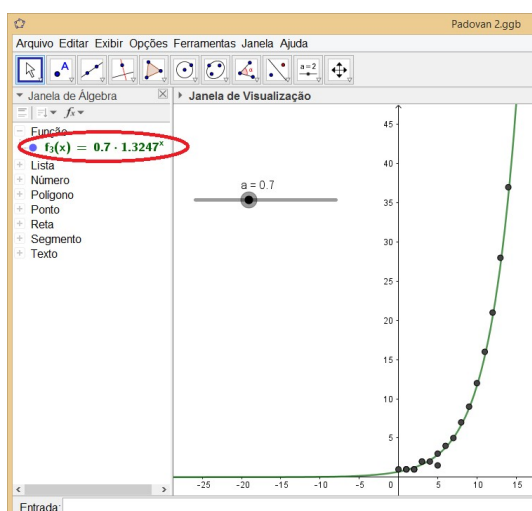 Padovan 2.ggb
Arquivo Editar Exibir Opções Ferramentas Janela Ajuda
A
a=2
Janela de Álgebra
Janela de Visualização
fx
Função
f₃(x) = 0.7 · 1.3247ˣ
Lista
Número
Polígono
Ponto
Reta
Segmento
Texto
a = 0.7
45
40
35
30
25
20
15
10
5
-25 -20 -15 -10 -5 0 5 10 15
Entrada: